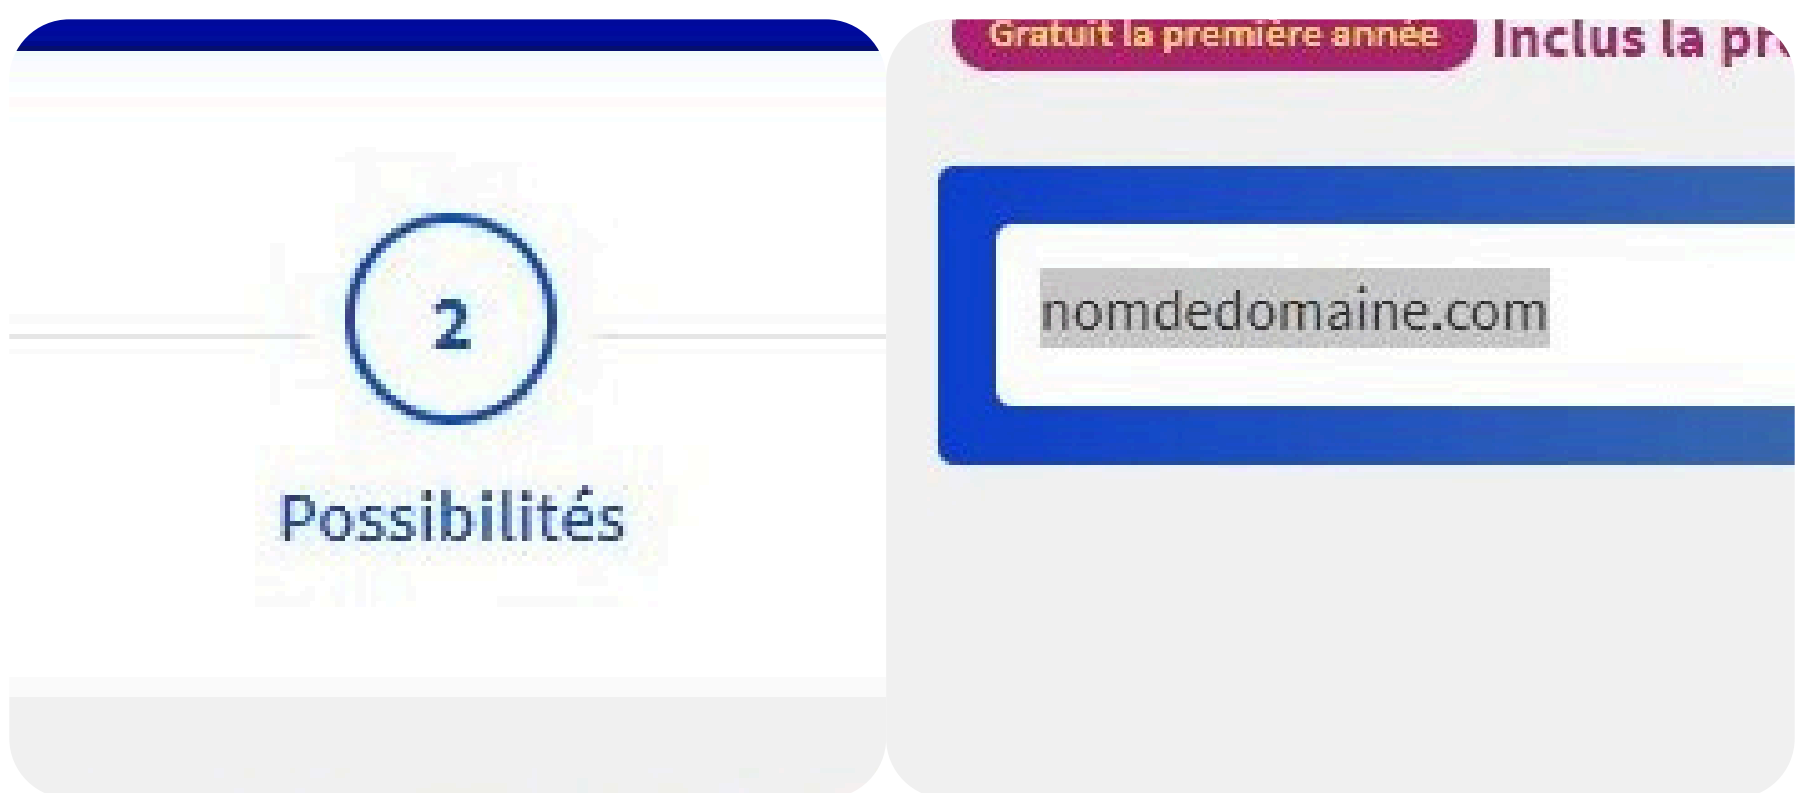 2
Possibilités
Gratuit la première année
Inclus la
nomdedomaine.com